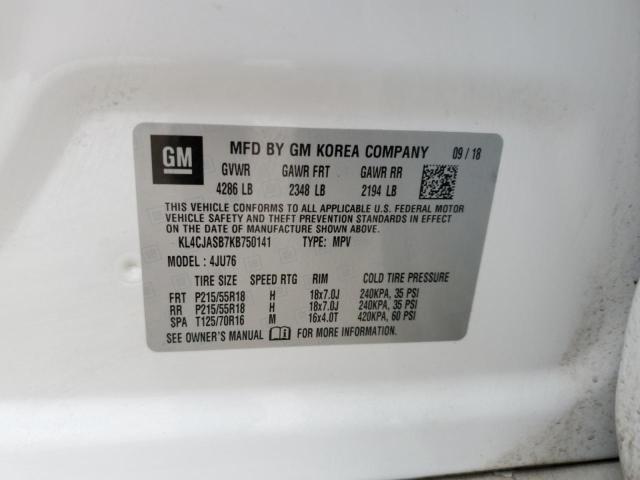 GM
MFD BY GM KOREA COMPANY 09 / 18
GVWR GAWR FRT GAWR RR
4286 LB 2348 LB 2194 LB
THIS VEHICLE CONFORMS TO ALL APPLICABLE U.S. FEDERAL MOTOR
VEHICLE SAFETY AND THEFT PREVENTION STANDARDS IN EFFECT ON
THE DATE OF MANUFACTURE SHOWN ABOVE.
KL4CJASB7KB750141 TYPE: MPV
MODEL : 4JU76
TIRE SIZE SPEED RTG RIM COLD TIRE PRESSURE
FRT P215/55R18 H 18x7.0J 240KPA, 35 PSI
RR P215/55R18 H 18x7.0J 240KPA, 35 PSI
SPA T125/70R16 M 16x4.0T 420KPA, 60 PSI
SEE OWNER'S MANUAL FOR MORE INFORMATION.